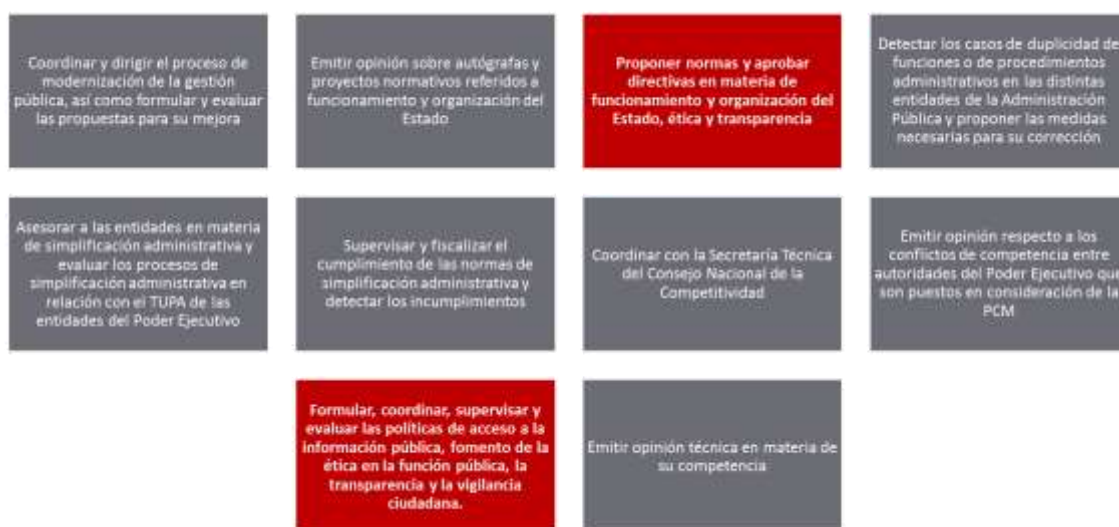 Coordinar y dirigir el proceso de
modernización de la gestión
pública, así como formular y evaluar
las propuestas para su mejora
Emitir opinión sobre autógrafas y
proyectos normativos referidos a
funcionamiento y organización del
Estado
Proponer normas y aprobar
directivas en materia de
funcionamiento y organización del
Estado, ética y transparencia
Detectar los casos de duplicidad de
funciones o de procedimientos
administrativos en las distintas
entidades de la Administración
Pública y proponer las medidas
necesarias para su corrección
Asesorar a las entidades en materia
de simplificación administrativa y
evaluar los procesos de
simplificación administrativa en
relación con el TUPA de las
entidades del Poder Ejecutivo
Supervisar y fiscalizar el
cumplimiento de las normas de
simplificación administrativa y
detectar los incumplimientos
Coordinar con la Secretaría Técnica
del Consejo Nacional de la
Competitividad
Emitir opinión respecto a los
conflictos de competencia entre
autoridades del Poder Ejecutivo que
son puestos en consideración de la
PCM
Formular, coordinar, supervisar y
evaluar las políticas de acceso a la
información pública, fomento de la
ética en la función pública, la
transparencia y la vigilancia
ciudadana.
Emitir opinión técnica en materia de
su competencia